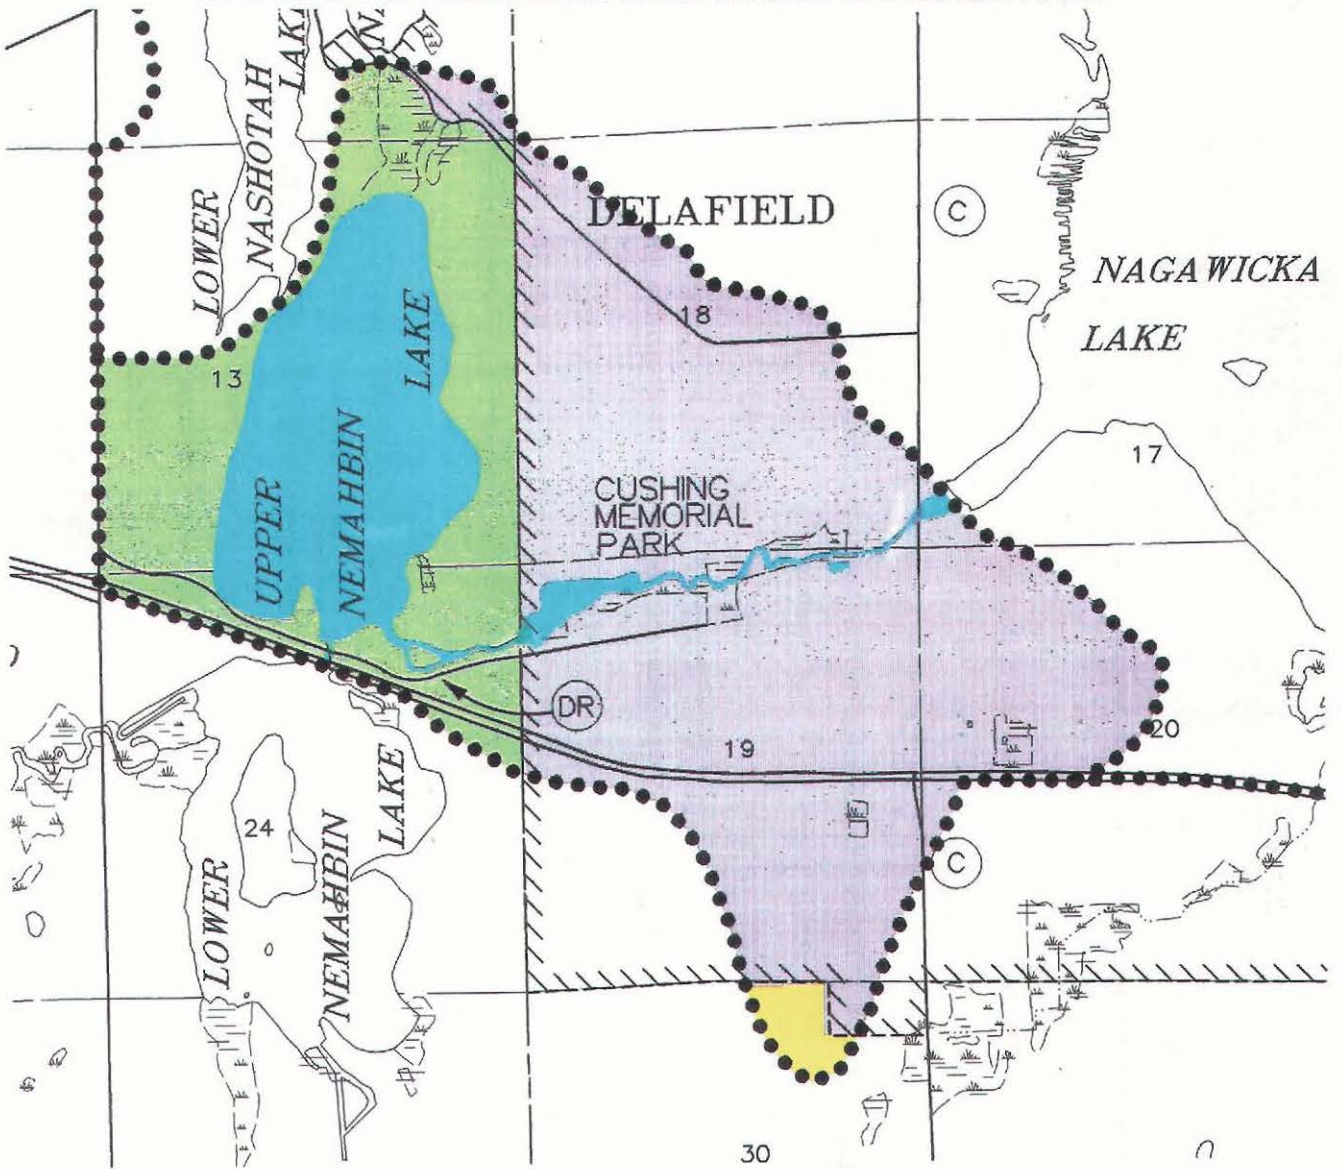 LOWER
NASHOTAH
LAKE
DELAFIELD
C
NAGAWICKA
LAKE
18
13
17
UPPER
NEMAHBIN
LAKE
CUSHING
MEMORIAL
PARK
DR
19
20
24
LOWER
NEMAHBIN
LAKE
C
30